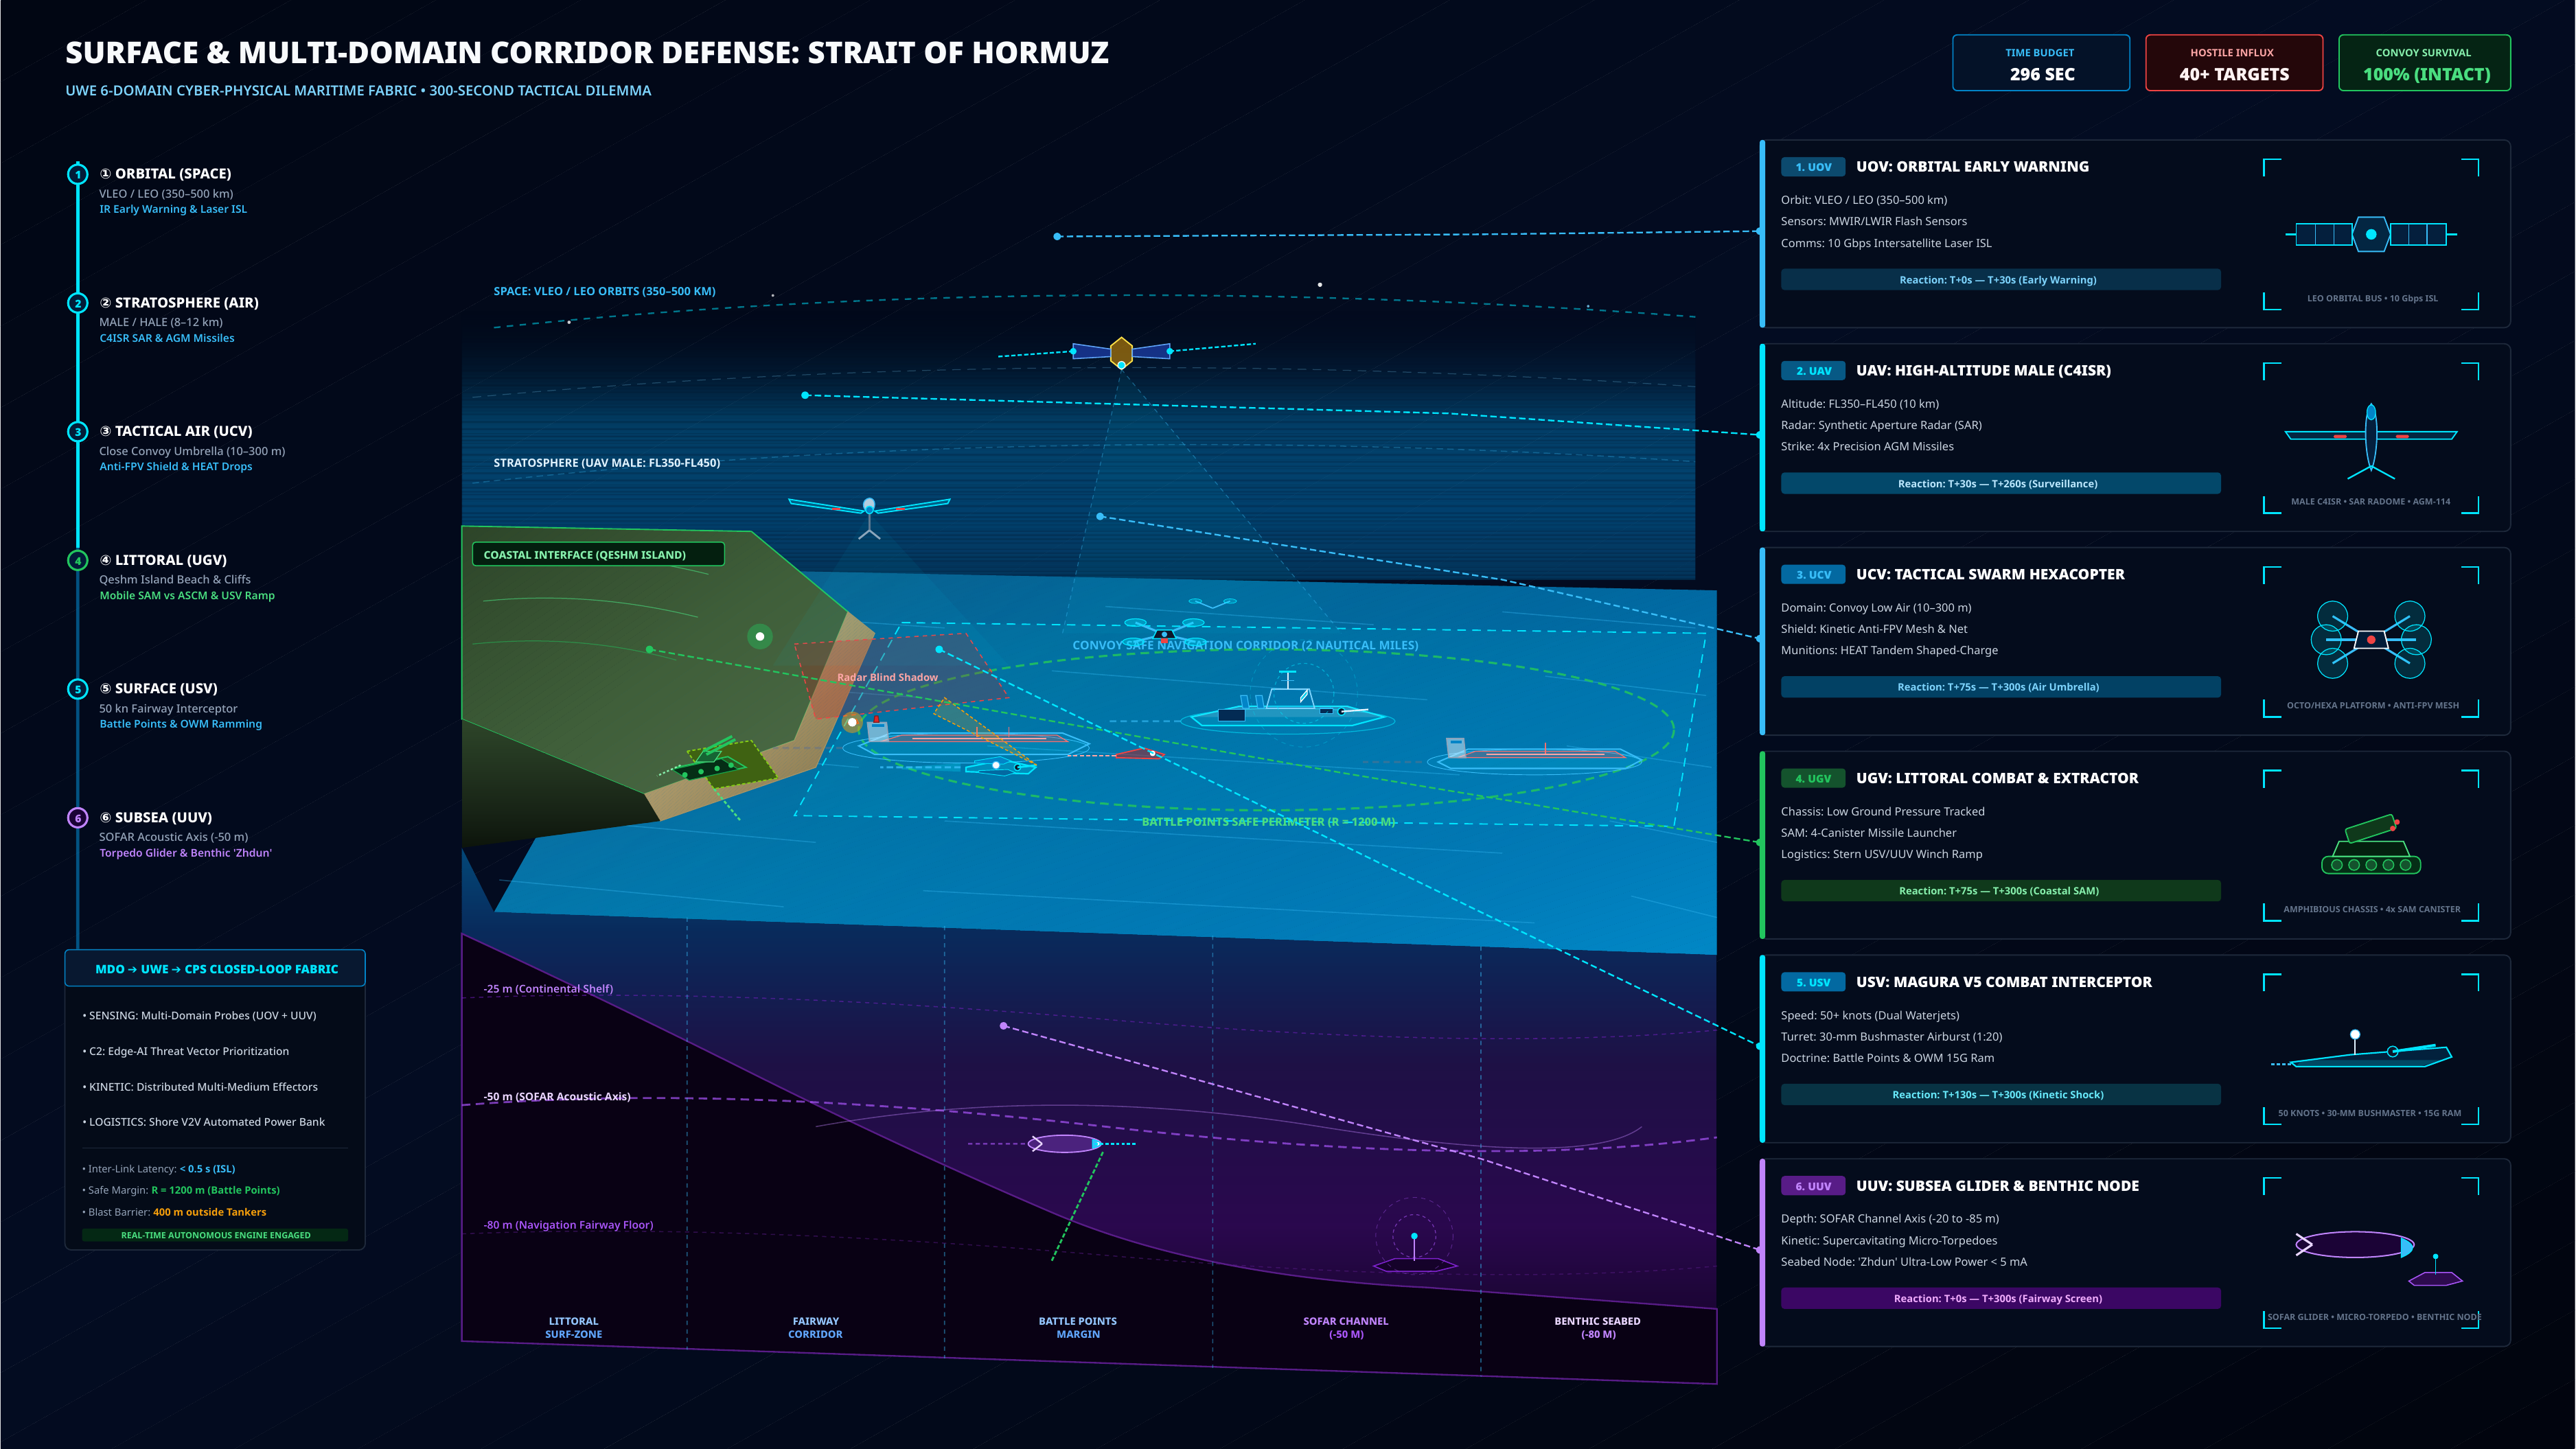 SURFACE & MULTI-DOMAIN CORRIDOR DEFENSE: STRAIT OF HORMUZ
UWE 6-DOMAIN CYBER-PHYSICAL MARITIME FABRIC • 300-SECOND TACTICAL DILEMMA
TIME BUDGET
296 SEC
HOSTILE INFLUX
40+ TARGETS
CONVOY SURVIVAL
100% (INTACT)
1
① ORBITAL (SPACE)
VLEO / LEO (350–500 km)
IR Early Warning & Laser ISL
2
② STRATOSPHERE (AIR)
MALE / HALE (8–12 km)
C4ISR SAR & AGM Missiles
3
③ TACTICAL AIR (UCV)
Close Convoy Umbrella (10–300 m)
Anti-FPV Shield & HEAT Drops
4
④ LITTORAL (UGV)
Qeshm Island Beach & Cliffs
Mobile SAM vs ASCM & USV Ramp
5
⑤ SURFACE (USV)
50 kn Fairway Interceptor
Battle Points & OWM Ramming
6
⑥ SUBSEA (UUV)
SOFAR Acoustic Axis (-50 m)
Torpedo Glider & Benthic 'Zhdun'
MDO → UWE → CPS CLOSED-LOOP FABRIC
• SENSING: Multi-Domain Probes (UOV + UUV)
• C2: Edge-AI Threat Vector Prioritization
• KINETIC: Distributed Multi-Medium Effectors
• LOGISTICS: Shore V2V Automated Power Bank
• Inter-Link Latency: < 0.5 s (ISL)
• Safe Margin: R = 1200 m (Battle Points)
• Blast Barrier: 400 m outside Tankers
REAL-TIME AUTONOMOUS ENGINE ENGAGED
SPACE: VLEO / LEO ORBITS (350–500 KM)
STRATOSPHERE (UAV MALE: FL350-FL450)
COASTAL INTERFACE (QESHM ISLAND)
CONVOY SAFE NAVIGATION CORRIDOR (2 NAUTICAL MILES)
Radar Blind Shadow
BATTLE POINTS SAFE PERIMETER (R = 1200 M)
-25 m (Continental Shelf)
-50 m (SOFAR Acoustic Axis)
-80 m (Navigation Fairway Floor)
LITTORAL
SURF-ZONE
FAIRWAY
CORRIDOR
BATTLE POINTS
MARGIN
SOFAR CHANNEL
(-50 M)
BENTHIC SEABED
(-80 M)
1. UOV
UOV: ORBITAL EARLY WARNING
Orbit: VLEO / LEO (350–500 km)
Sensors: MWIR/LWIR Flash Sensors
Comms: 10 Gbps Intersatellite Laser ISL
Reaction: T+0s — T+30s (Early Warning)
LEO ORBITAL BUS • 10 Gbps ISL
2. UAV
UAV: HIGH-ALTITUDE MALE (C4ISR)
Altitude: FL350–FL450 (10 km)
Radar: Synthetic Aperture Radar (SAR)
Strike: 4x Precision AGM Missiles
Reaction: T+30s — T+260s (Surveillance)
MALE C4ISR • SAR RADOME • AGM-114
3. UCV
UCV: TACTICAL SWARM HEXACOPTER
Domain: Convoy Low Air (10–300 m)
Shield: Kinetic Anti-FPV Mesh & Net
Munitions: HEAT Tandem Shaped-Charge
Reaction: T+75s — T+300s (Air Umbrella)
OCTO/HEXA PLATFORM • ANTI-FPV MESH
4. UGV
UGV: LITTORAL COMBAT & EXTRACTOR
Chassis: Low Ground Pressure Tracked
SAM: 4-Canister Missile Launcher
Logistics: Stern USV/UUV Winch Ramp
Reaction: T+75s — T+300s (Coastal SAM)
AMPHIBIOUS CHASSIS • 4x SAM CANISTER
5. USV
USV: MAGURA V5 COMBAT INTERCEPTOR
Speed: 50+ knots (Dual Waterjets)
Turret: 30-mm Bushmaster Airburst (1:20)
Doctrine: Battle Points & OWM 15G Ram
Reaction: T+130s — T+300s (Kinetic Shock)
50 KNOTS • 30-MM BUSHMASTER • 15G RAM
6. UUV
UUV: SUBSEA GLIDER & BENTHIC NODE
Depth: SOFAR Channel Axis (-20 to -85 m)
Kinetic: Supercavitating Micro-Torpedoes
Seabed Node: 'Zhdun' Ultra-Low Power < 5 mA
Reaction: T+0s — T+300s (Fairway Screen)
SOFAR GLIDER • MICRO-TORPEDO • BENTHIC NODE